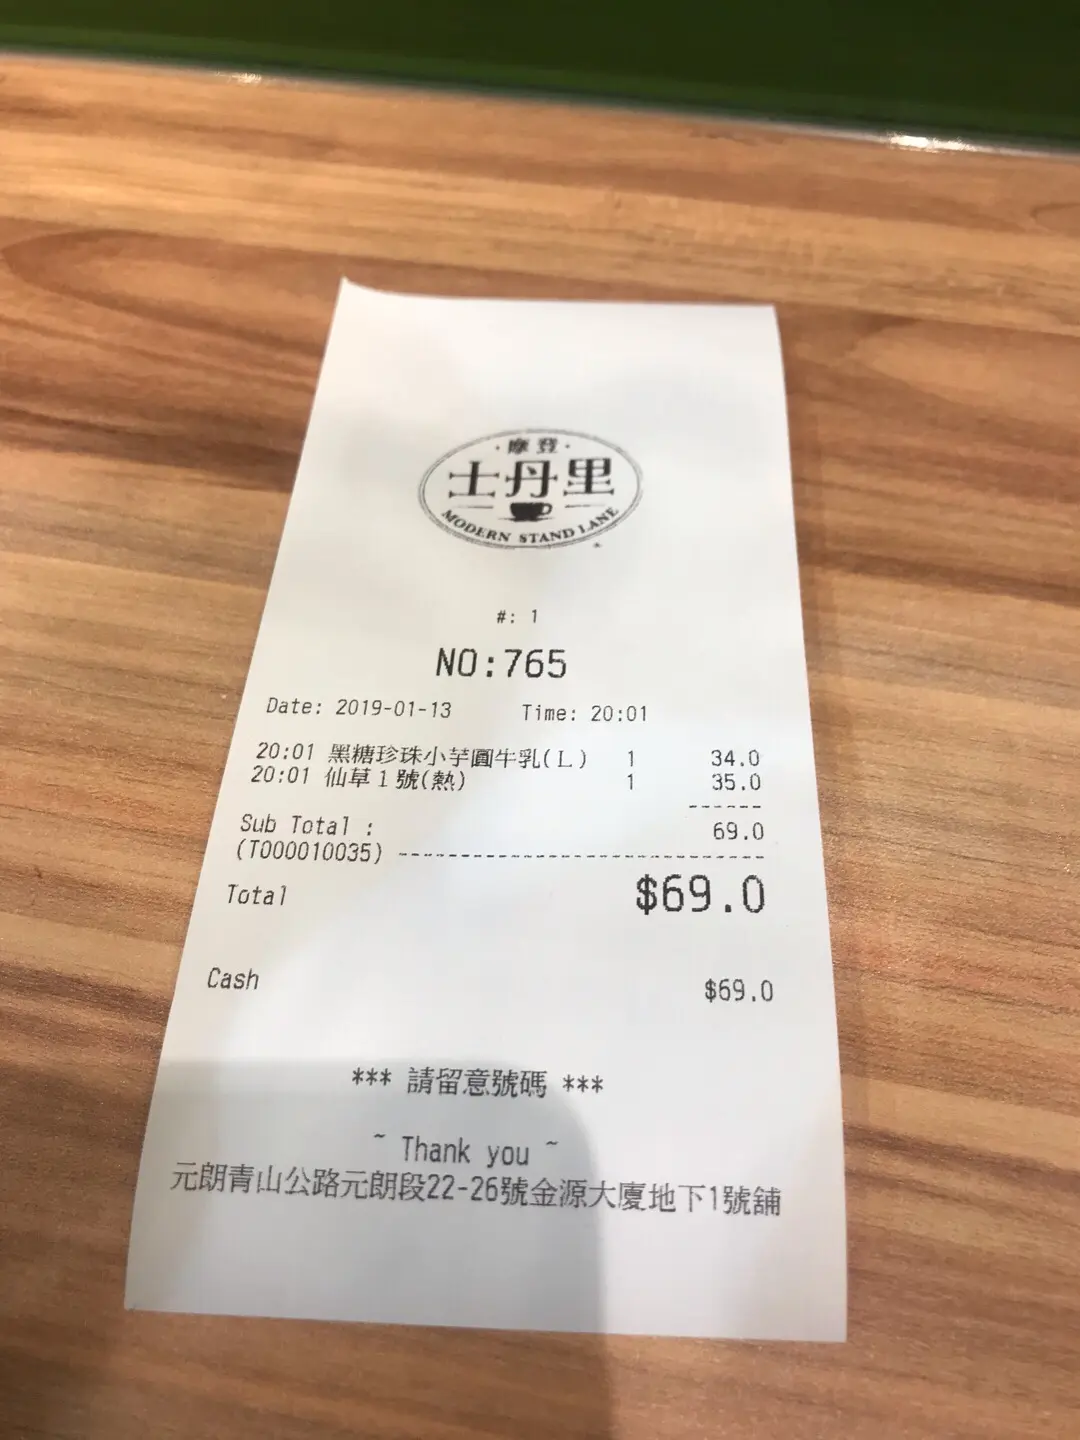 ·摩登·
士丹里
MODERN STAND LANE
#: 1
NO:765
Date: 2019-01-13 Time: 20:01
20:01 黑糖珍珠小芋圓牛乳(L) 1 34.0
20:01 仙草1號(熱) 1 35.0
------
Sub Total : 69.0
(T000010035) ------------------------------
Total $69.0
Cash $69.0
*** 請留意號碼 ***
~ Thank you ~
元朗青山公路元朗段22-26號金源大廈地下1號舖